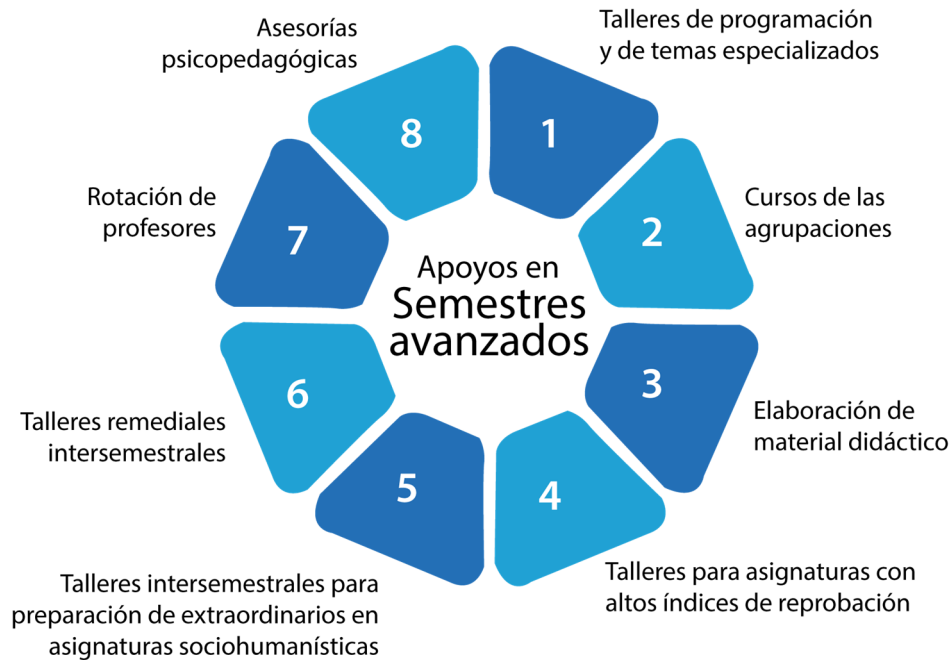 Apoyos en
Semestres
avanzados
1
Talleres de programación
y de temas especializados
2
Cursos de las
agrupaciones
3
Elaboración de
material didáctico
4
Talleres para asignaturas con
altos índices de reprobación
5
Talleres intersemestrales para
preparación de extraordinarios en
asignaturas sociohumanísticas
6
Talleres remediales
intersemestrales
7
Rotación de
profesores
8
Asesorías
psicopedagógicas